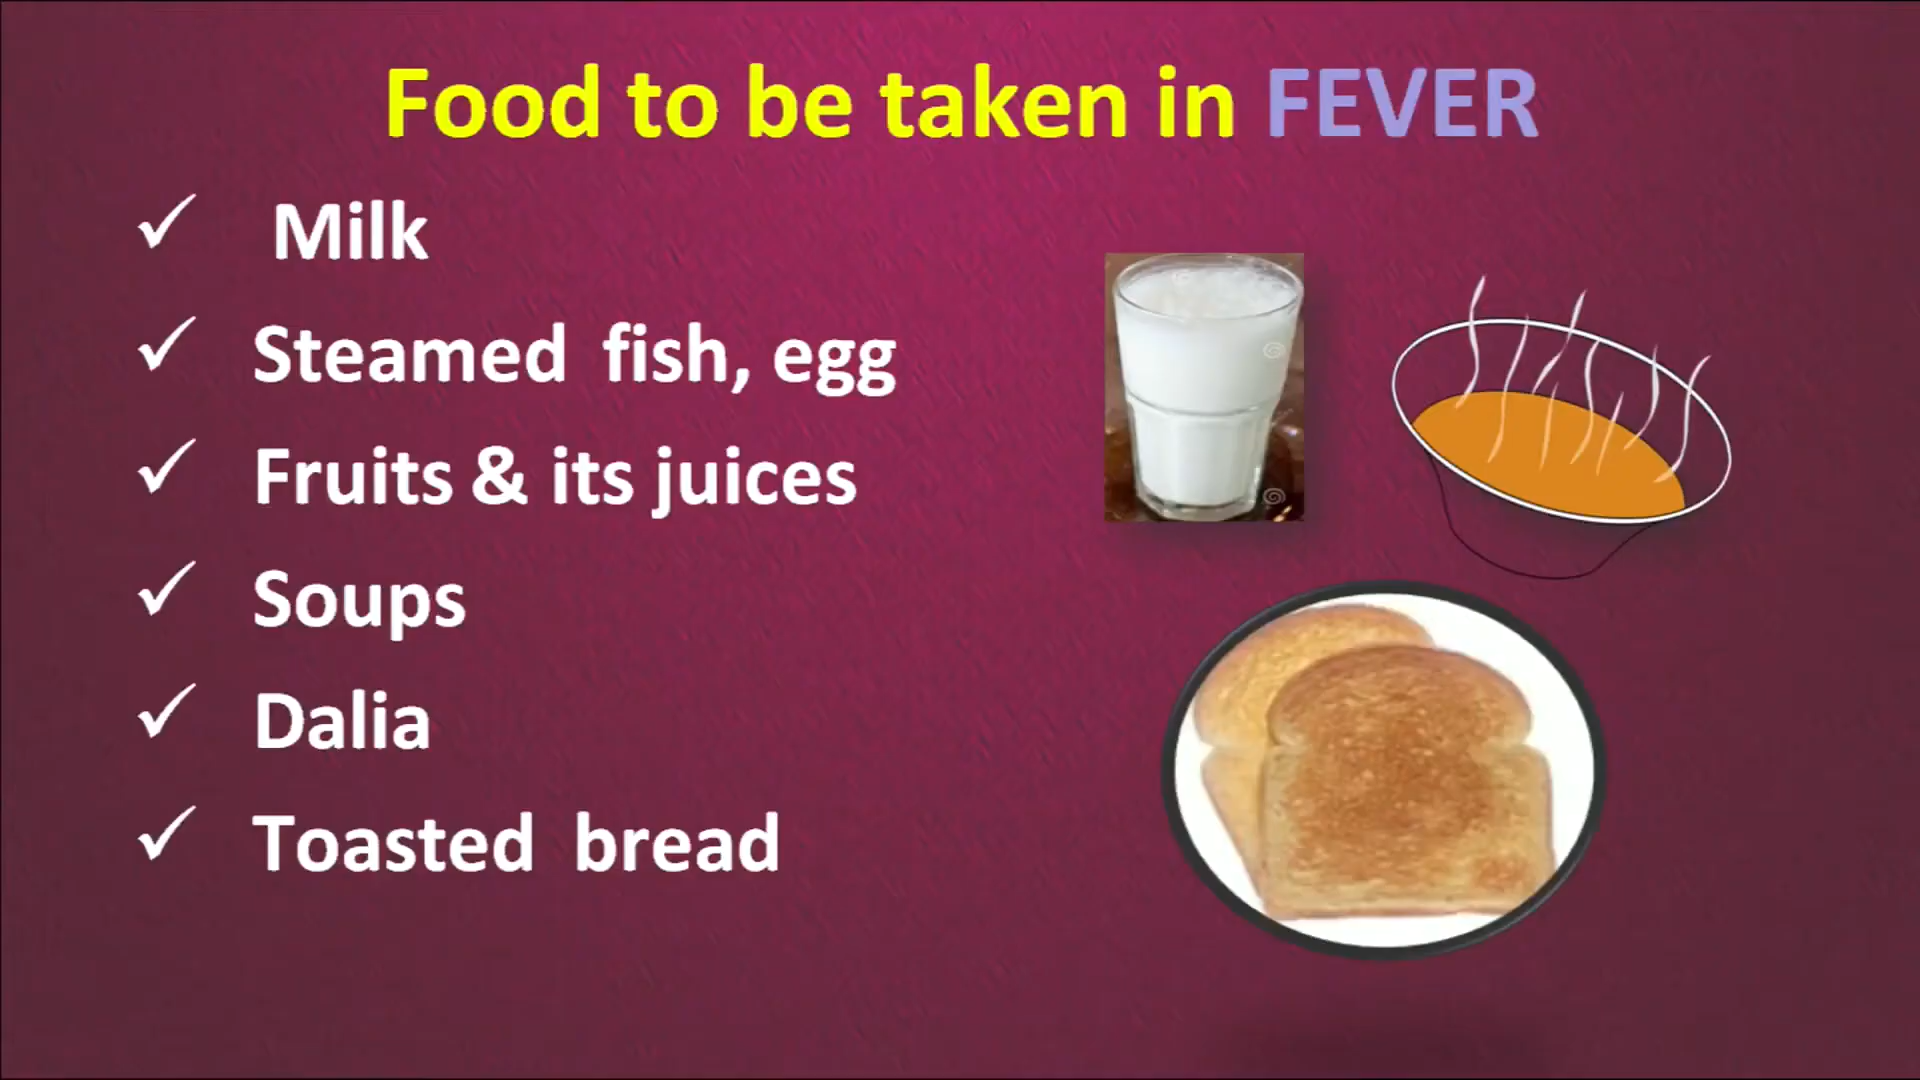 Food to be taken in FEVER
✓ Milk
✓ Steamed fish, egg
✓ Fruits & its juices
✓ Soups
✓ Dalia
✓ Toasted bread